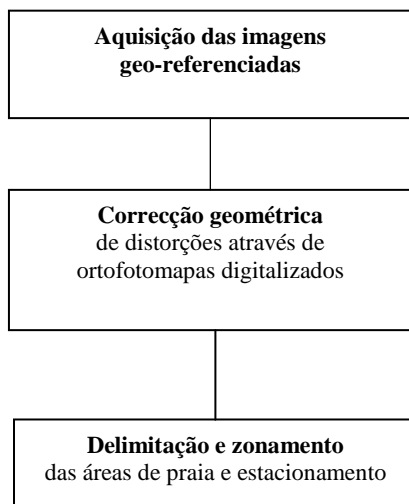 Aquisição das imagens
geo-referenciadas
Correcção geométrica
de distorções através de
ortofotomapas digitalizados
Delimitação e zonamento
das áreas de praia e estacionamento